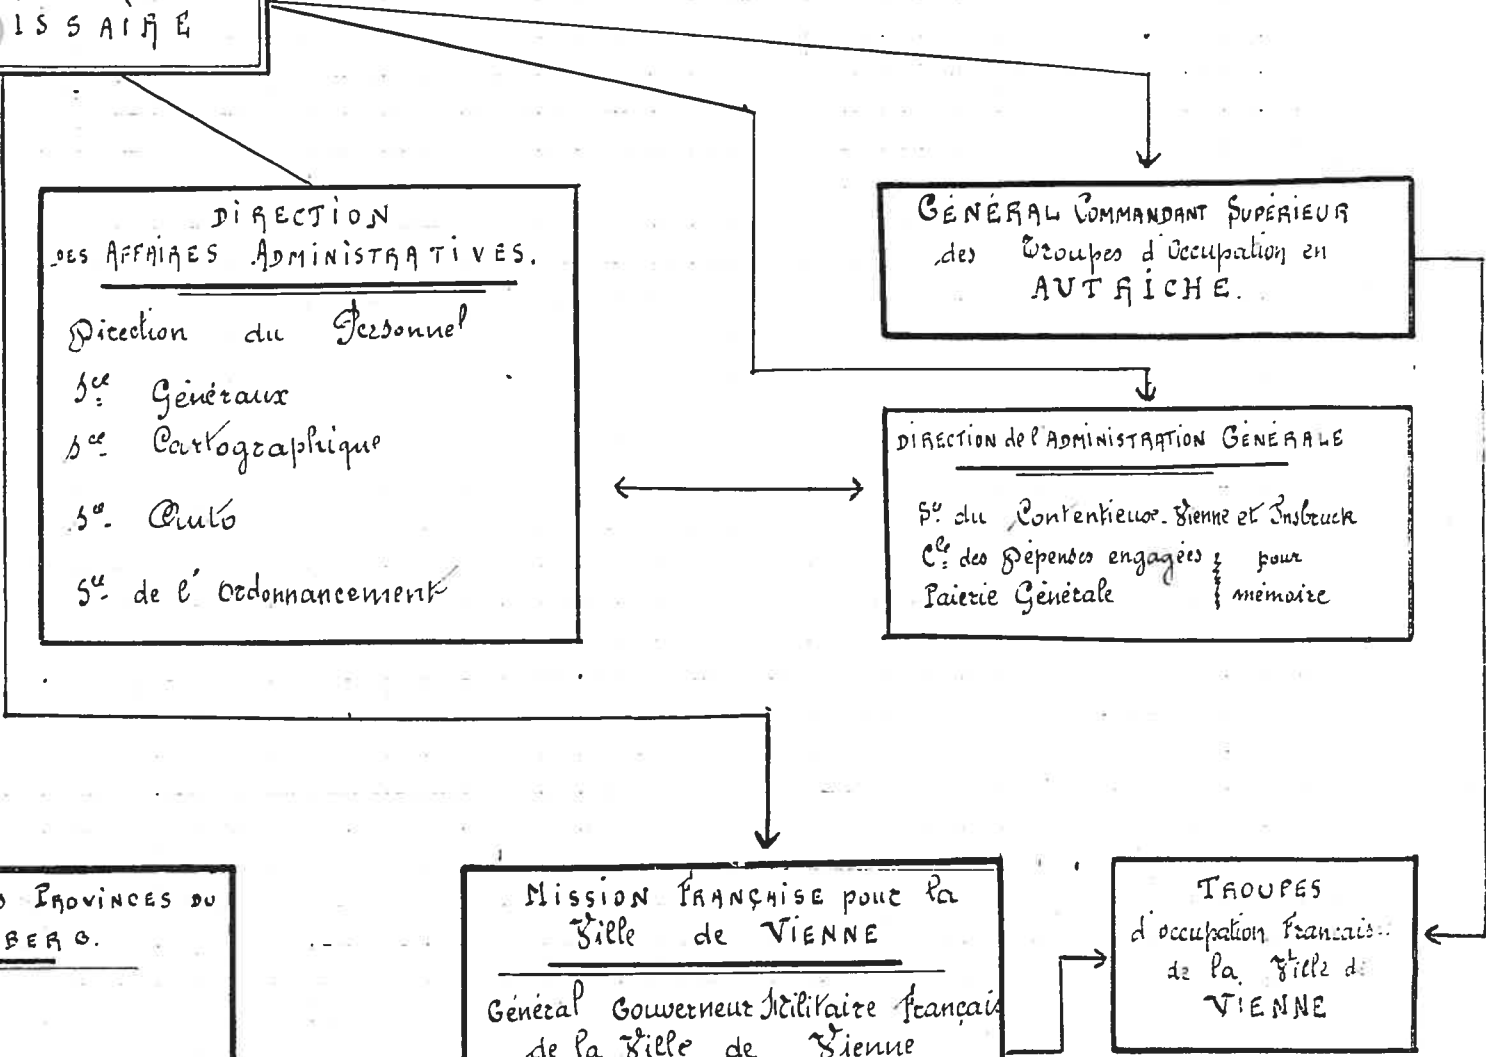 ISSAIRE
DIRECTION
DES AFFAIRES ADMINISTRATIVES.
Direction du Personnel
Sce Généraux
Sce Cartographique
Sce Auto
Sce de l'Ordonnancement
GÉNÉRAL COMMANDANT SUPÉRIEUR
des Troupes d'Occupation en
AUTRICHE.
DIRECTION de l'ADMINISTRATION GÉNÉRALE
Sce du Contentieux. Vienne et Insbruck
Cle des Dépenses engagées pour
Paierie Générale mémoire
PROVINCES DU
BERG.
MISSION FRANÇAISE pour la
Ville de VIENNE
Général Gouverneur Militaire Français
de la Ville de Vienne
TROUPES
d'occupation Francais..
de la Ville de
VIENNE